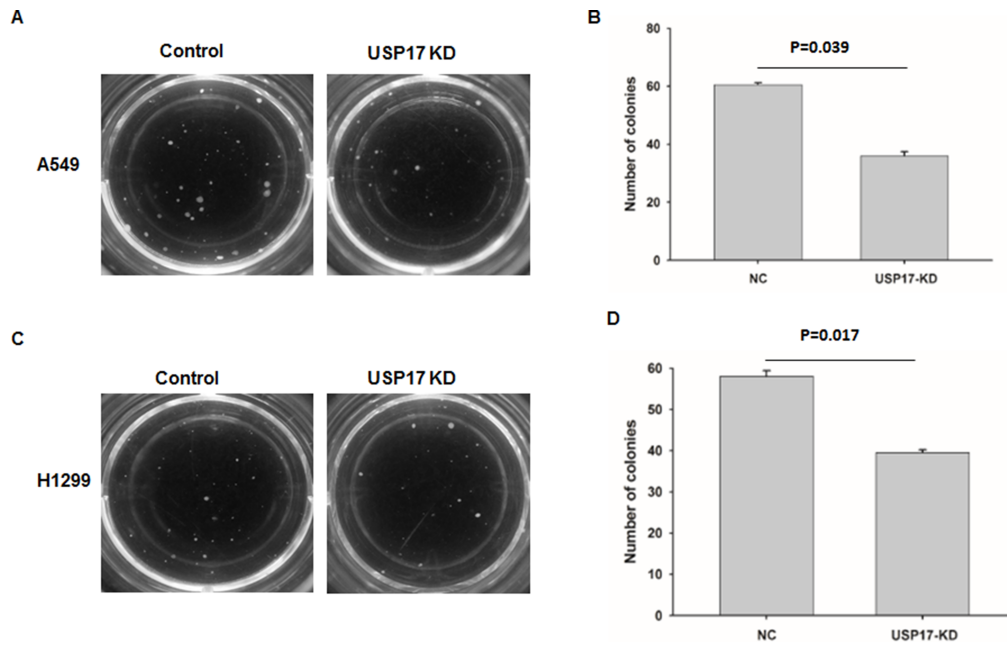 A
Control
USP17 KD
A549
B
P=0.039
Number of colonies
80
60
40
20
0
NC
USP17-KD
C
Control
USP17 KD
H1299
D
P=0.017
Number of colonies
60
50
40
30
20
10
0
NC
USP17-KD